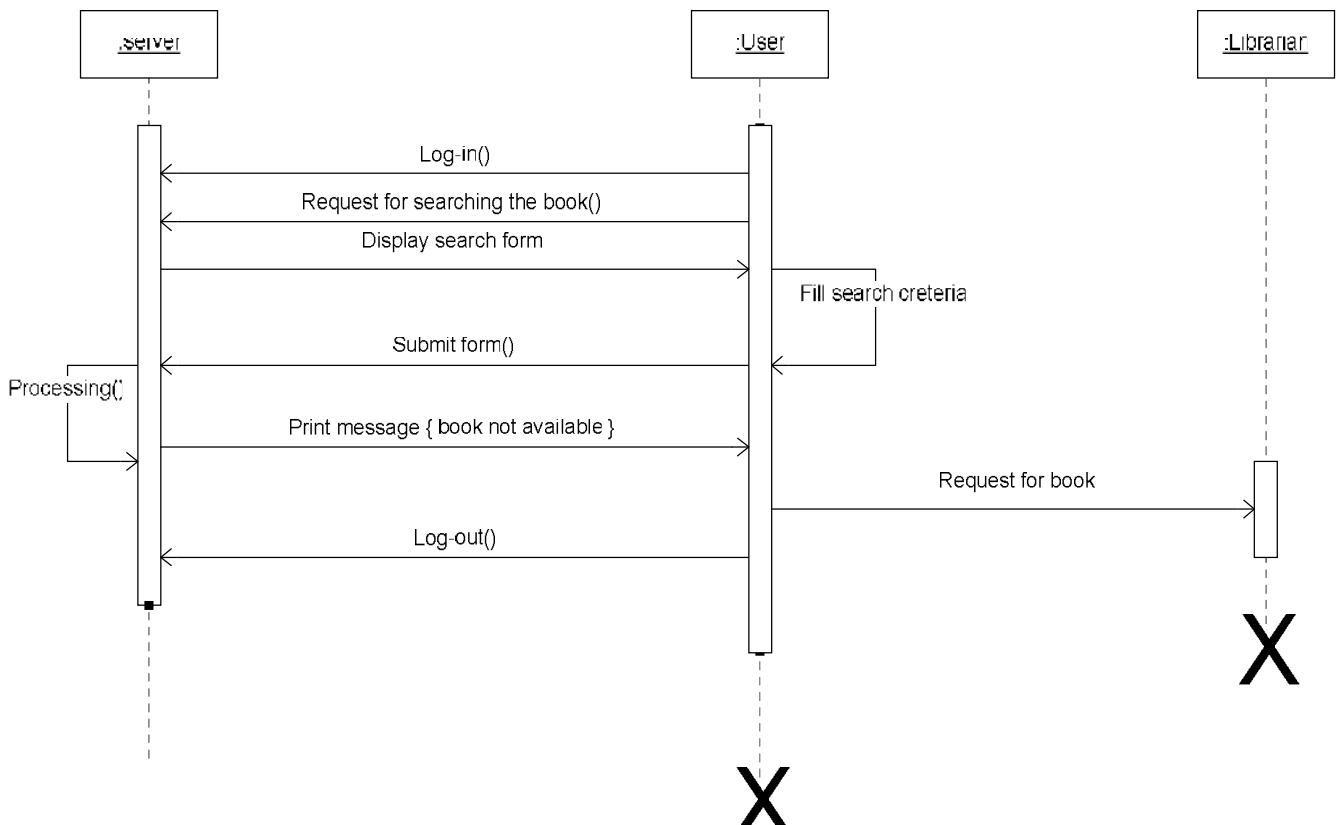 :server
:User
:Librarian
Log-in()
Request for searching the book()
Display search form
Fill search creteria
Submit form()
Processing()
Print message { book not available }
Request for book
Log-out()